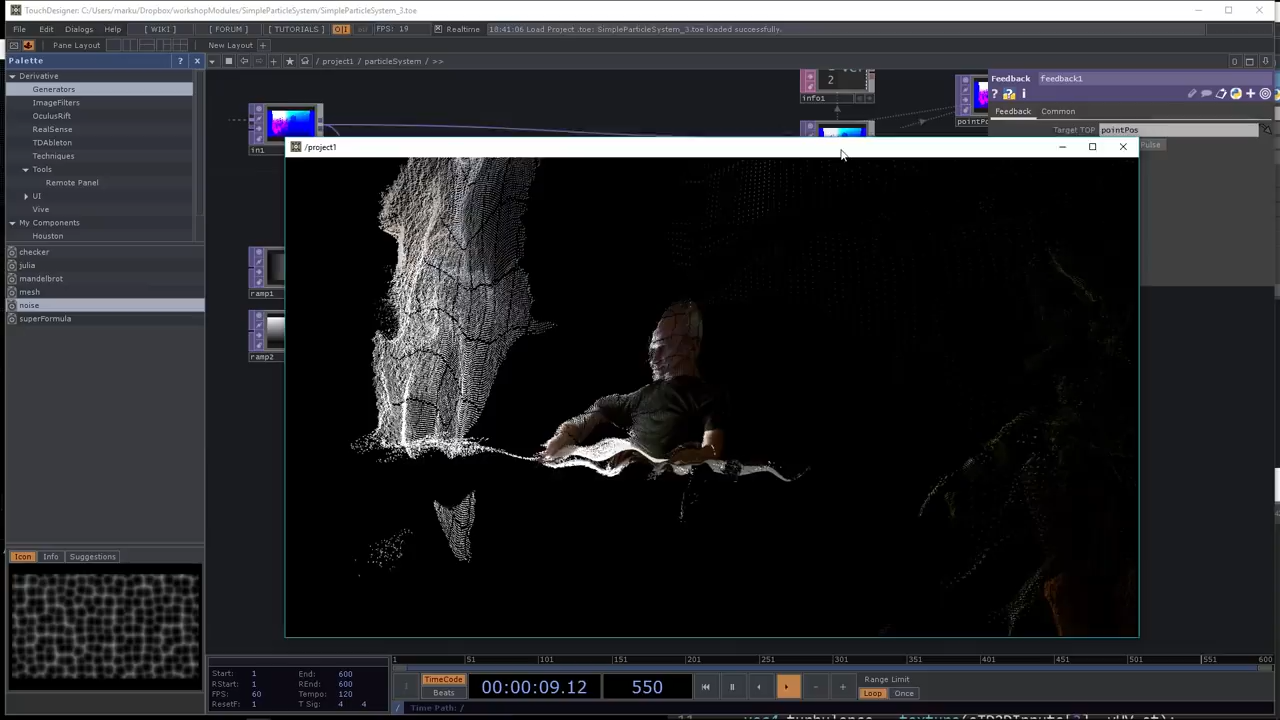 TouchDesigner: C:/Users/marku/Dropbox/workshopModules/SimpleParticleSystem/SimpleParticleSystem_3.toe
File Edit Dialogs Help [ WIKI ] [ FORUM ] [ TUTORIALS ] FPS: 19 Realtime 18:41:06 Load Project .toe: SimpleParticleSystem_3.toe loaded successfully.
Pane Layout New Layout +
Palette ? x
/ project1 / particleSystem / >>
0
Derivative
Generators
ImageFilters
OculusRift
RealSense
TDAbleton
Techniques
Tools
Remote Panel
UI
Vive
My Components
Houston
checker
julia
mandelbrot
mesh
noise
superFormula
Icon Info Suggestions
in1
ramp1
ramp2
2
info1
pointPos
Feedback feedback1
? ? i
Feedback Common
Target TOP pointPos
Pulse
/project1
1 51 101 151 201 251 301 351 401 451 501 551 600
Start: 1 End: 600
RStart: 1 REnd: 600
FPS: 60 Tempo: 120
ResetF: 1 T Sig: 4 4
TimeCode
Beats
00:00:09.12
550
Range Limit
Loop Once
/ Time Path: /